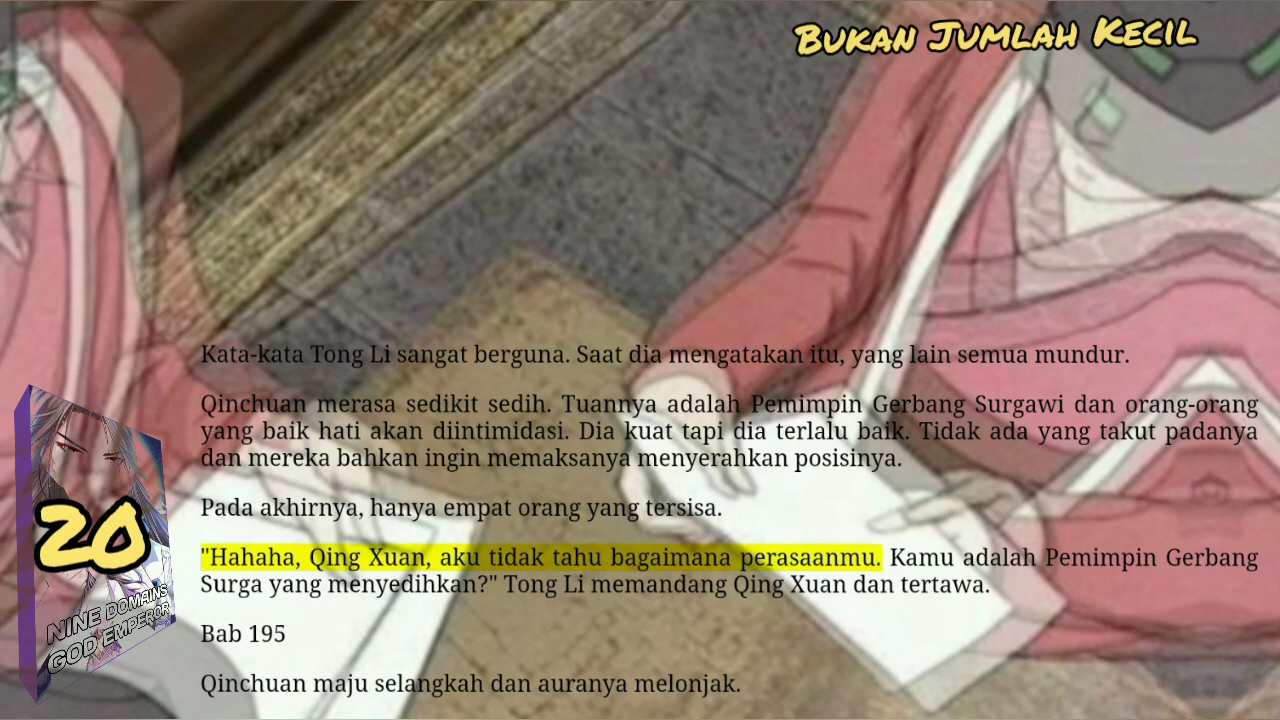 Bukan Jumlah Kecil
Kata-kata Tong Li sangat berguna. Saat dia mengatakan itu, yang lain semua mundur.
Qinchuan merasa sedikit sedih. Tuannya adalah Pemimpin Gerbang Surgawi dan orang-orang
yang baik hati akan diintimidasi. Dia kuat tapi dia terlalu baik. Tidak ada yang takut padanya
dan mereka bahkan ingin memaksanya menyerahkan posisinya.
Pada akhirnya, hanya empat orang yang tersisa.
"Hahaha, Qing Xuan, aku tidak tahu bagaimana perasaanmu. Kamu adalah Pemimpin Gerbang
Surga yang menyedihkan?" Tong Li memandang Qing Xuan dan tertawa.
Bab 195
Qinchuan maju selangkah dan auranya melonjak.
20
NINE DOMAINS
GOD EMPEROR